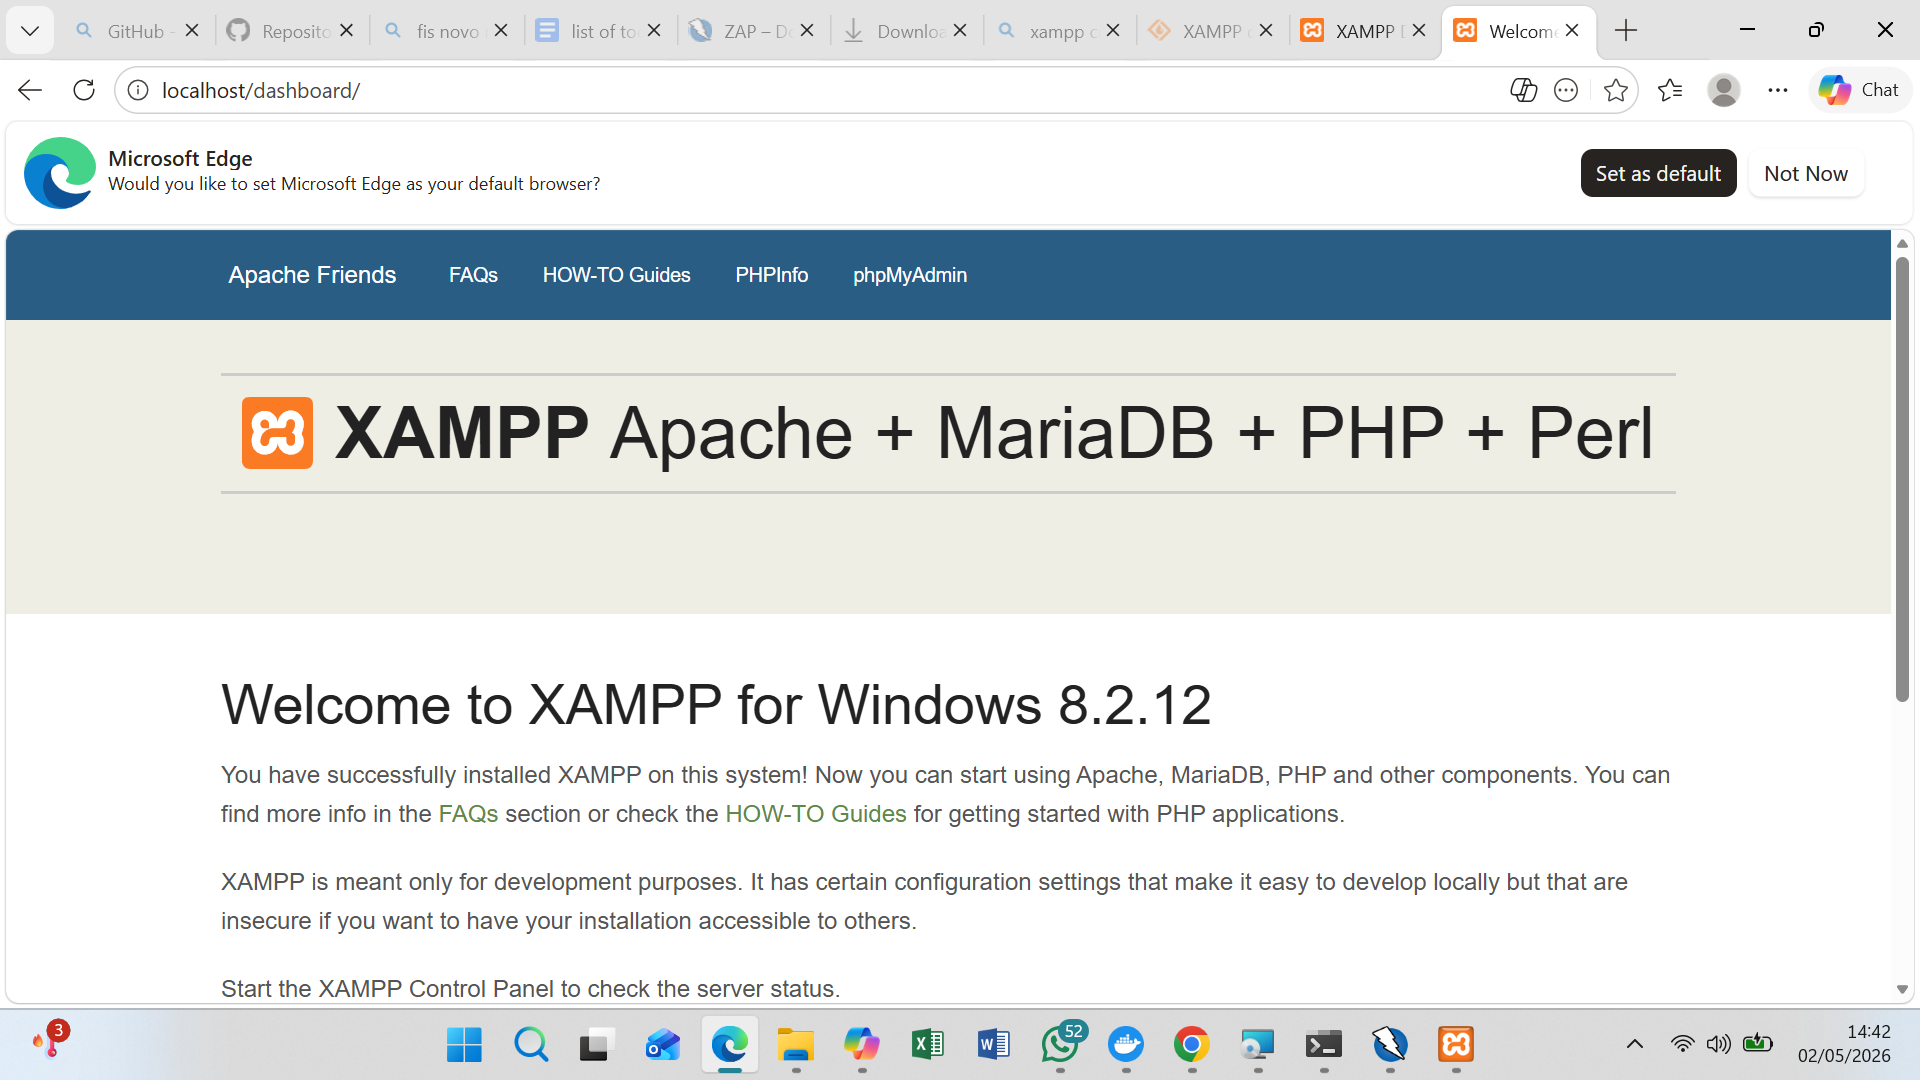 GitHub -
Reposito
fis novo
list of to
ZAP – D
Downloa
xampp c
XAMPP
XAMPP
Welcom
localhost/dashboard/
Chat
Microsoft Edge
Would you like to set Microsoft Edge as your default browser?
Set as default
Not Now
Apache Friends
FAQs
HOW-TO Guides
PHPInfo
phpMyAdmin
XAMPP Apache + MariaDB + PHP + Perl
Welcome to XAMPP for Windows 8.2.12
You have successfully installed XAMPP on this system! Now you can start using Apache, MariaDB, PHP and other components. You can
find more info in the FAQs section or check the HOW-TO Guides for getting started with PHP applications.
XAMPP is meant only for development purposes. It has certain configuration settings that make it easy to develop locally but that are
insecure if you want to have your installation accessible to others.
Start the XAMPP Control Panel to check the server status.
3
52
14:42
02/05/2026